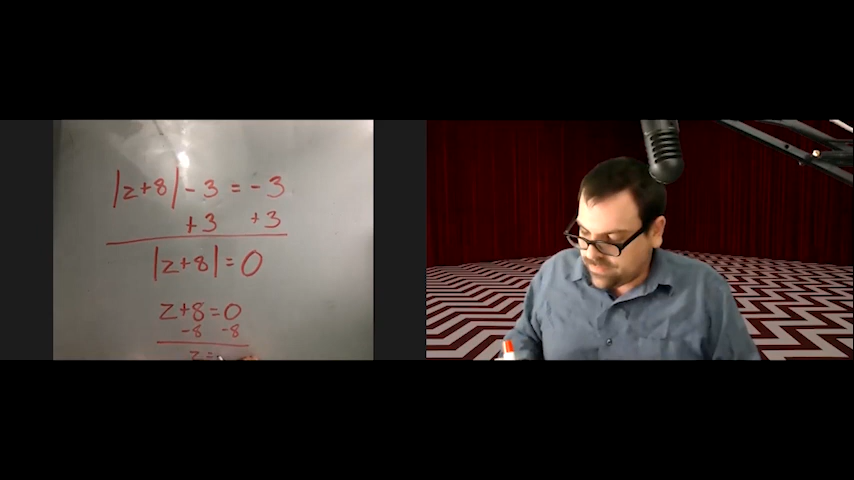 |z+8|-3=-3
+3 +3
|z+8|=0
z+8=0
-8 -8
z=